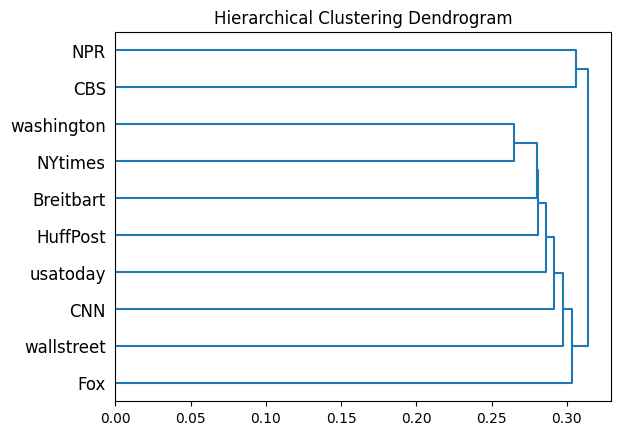 Hierarchical Clustering Dendrogram
NPR
CBS
washington
NYtimes
Breitbart
HuffPost
usatoday
CNN
wallstreet
Fox
0.00 0.05 0.10 0.15 0.20 0.25 0.30